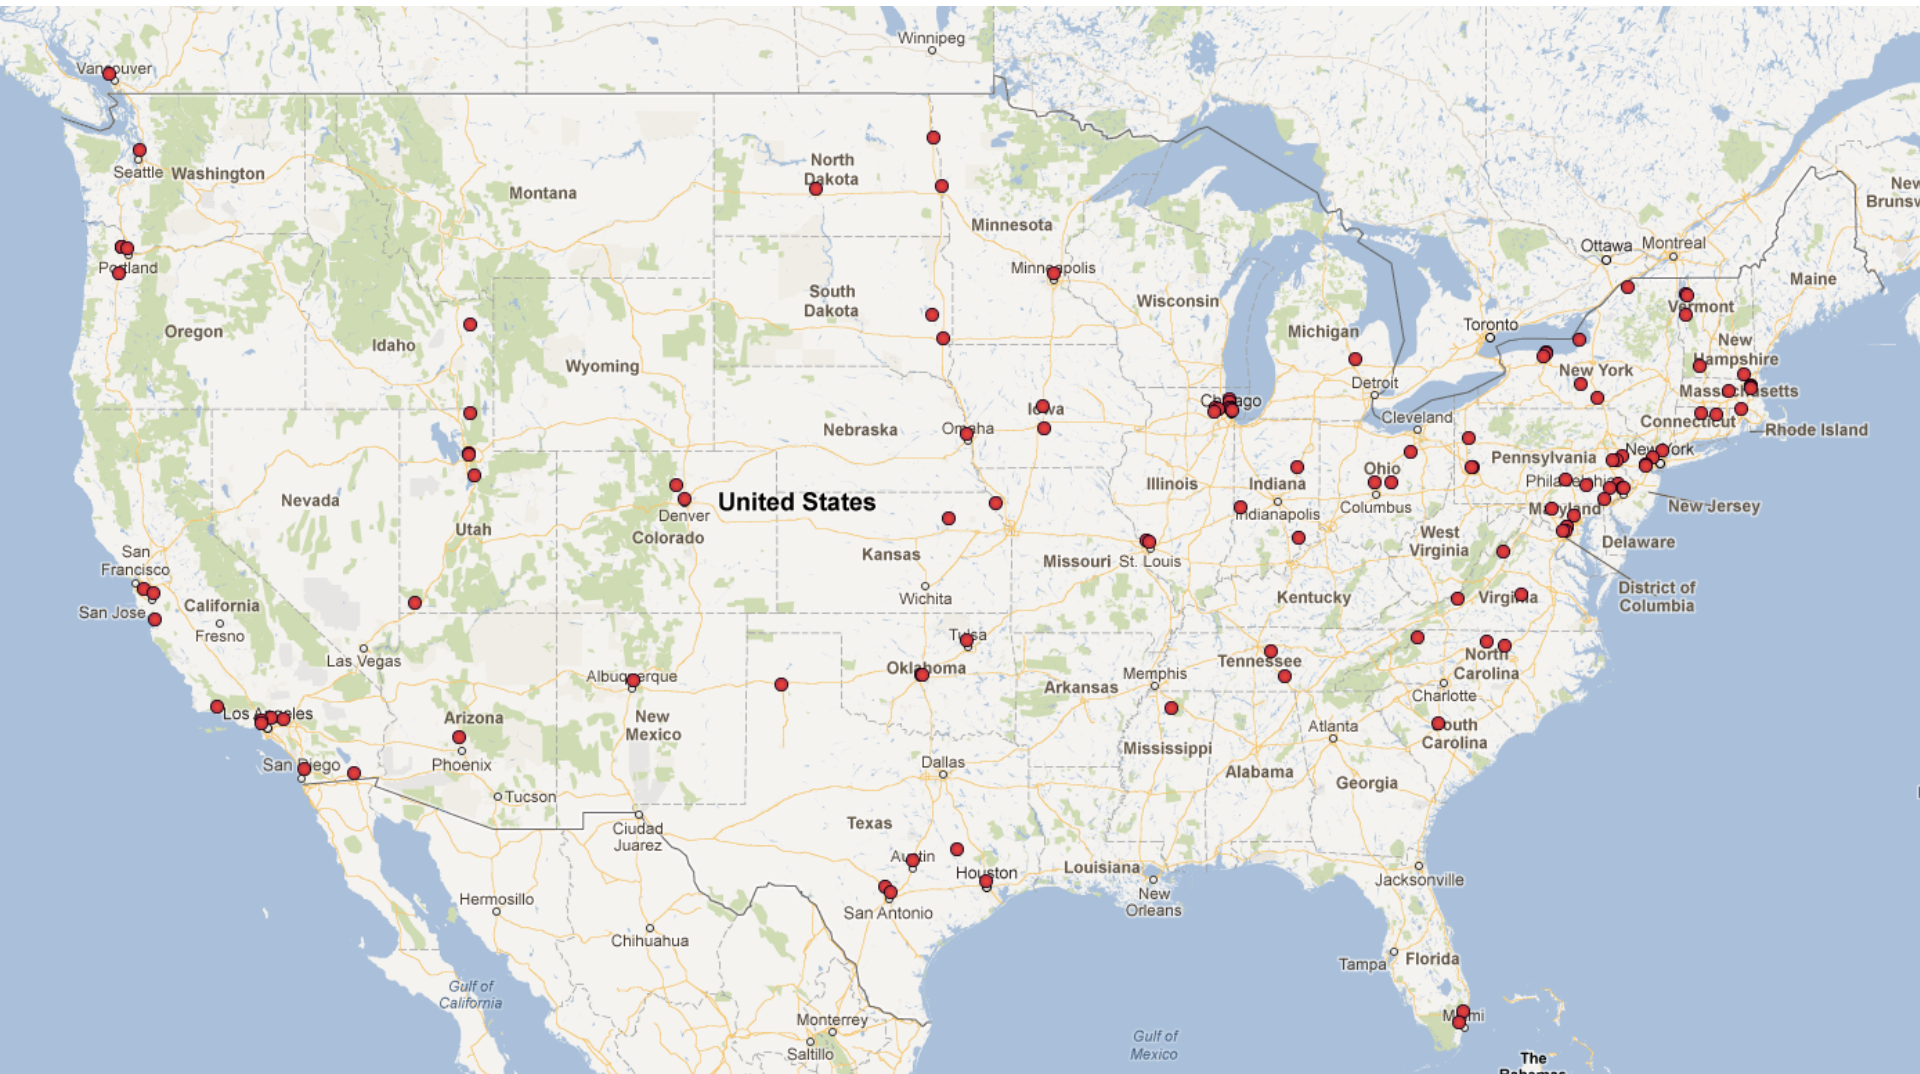 Winnipeg
Vancouver
Seattle
Washington
Montana
North
Dakota
Minnesota
Ottawa
Montreal
New
Brunsw
Maine
Portland
Oregon
Idaho
Wyoming
South
Dakota
Minneapolis
Wisconsin
Michigan
Toronto
Vermont
New
Hampshire
New York
Massachusetts
Detroit
Chicago
Cleveland
Connecticut
Rhode Island
Iowa
Omaha
Nebraska
Nevada
Utah
United States
Denver
Colorado
Illinois
Indiana
Indianapolis
Ohio
Columbus
Pennsylvania
New York
Philadelphia
New Jersey
Maryland
Delaware
West
Virginia
District of
Columbia
San
Francisco
San Jose
California
Fresno
Las Vegas
Kansas
Wichita
Missouri
St. Louis
Kentucky
Virginia
Tulsa
Oklahoma
Arkansas
Memphis
Tennessee
North
Carolina
Charlotte
Albuquerque
New
Mexico
Los Angeles
Arizona
Phoenix
San Diego
Tucson
Ciudad
Juarez
Dallas
Texas
Mississippi
Alabama
Atlanta
Georgia
South
Carolina
Austin
Houston
San Antonio
Louisiana
New
Orleans
Jacksonville
Tampa
Florida
Miami
Hermosillo
Chihuahua
Gulf of
California
Monterrey
Saltillo
Gulf of
Mexico
The
Bahamas